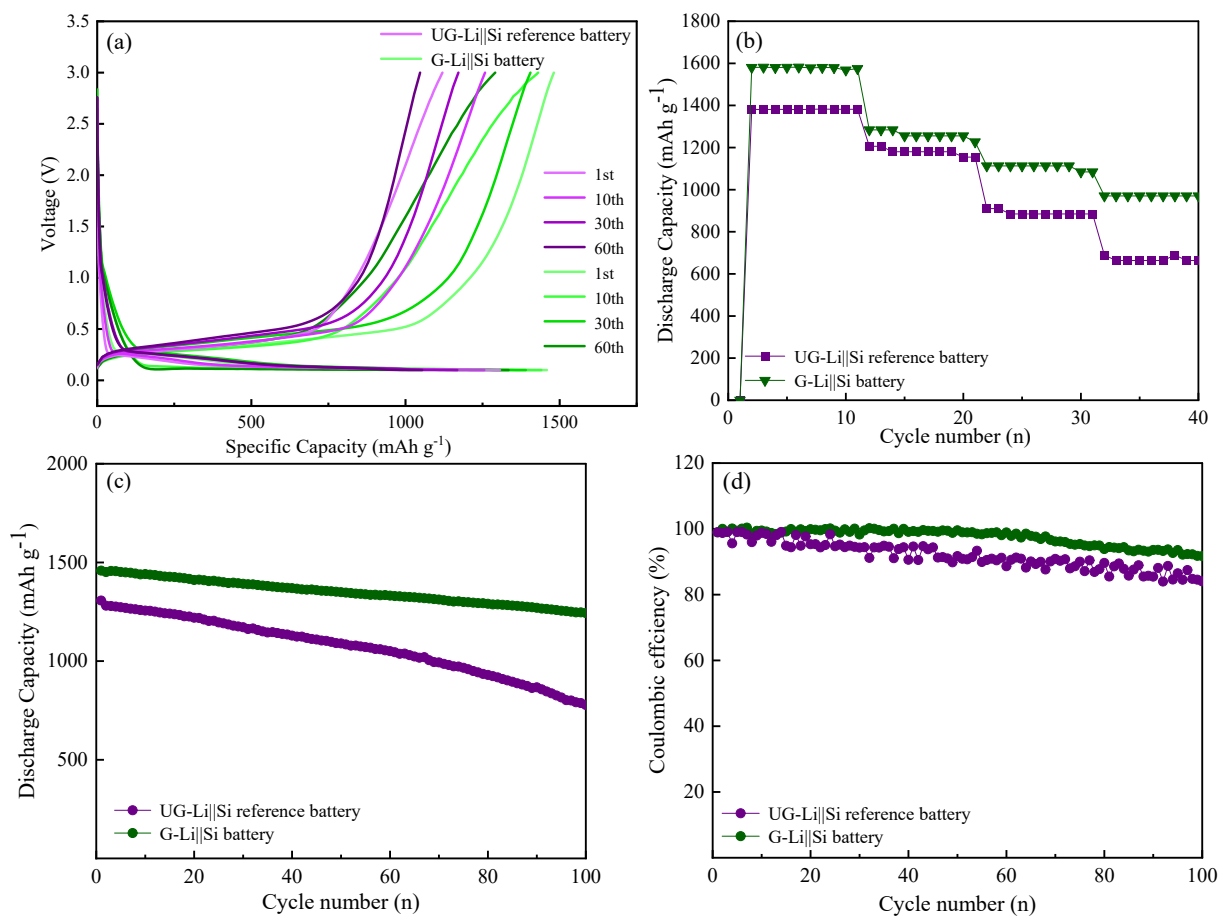 (a)
UG-Li||Si reference battery
G-Li||Si battery
1st
10th
30th
60th
1st
10th
30th
60th
Voltage (V)
3.5
3.0
2.5
2.0
1.5
1.0
0.5
0.0
0 500 1000 1500
Specific Capacity (mAh g⁻¹)
(b)
Discharge Capacity (mAh g⁻¹)
1600
1400
1200
1000
800
600
400
200
0
UG-Li||Si reference battery
G-Li||Si battery
0 10 20 30 40
Cycle number (n)
(c)
Discharge Capacity (mAh g⁻¹)
2000
1500
1000
500
UG-Li||Si reference battery
G-Li||Si battery
0 20 40 60 80 100
Cycle number (n)
(d)
Coulombic effciency (%)
120
100
80
60
40
20
UG-Li||Si reference battery
G-Li||Si battery
0 20 40 60 80 100
Cycle number (n)